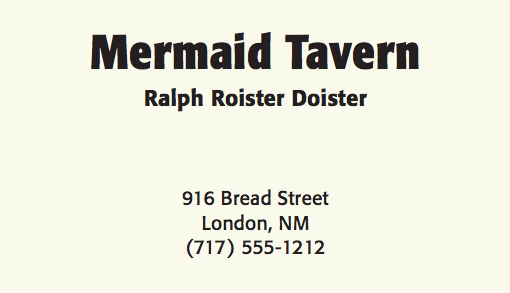 Mermaid Tavern
Ralph Roister Doister
916 Bread Street
London, NM
(717) 555-1212